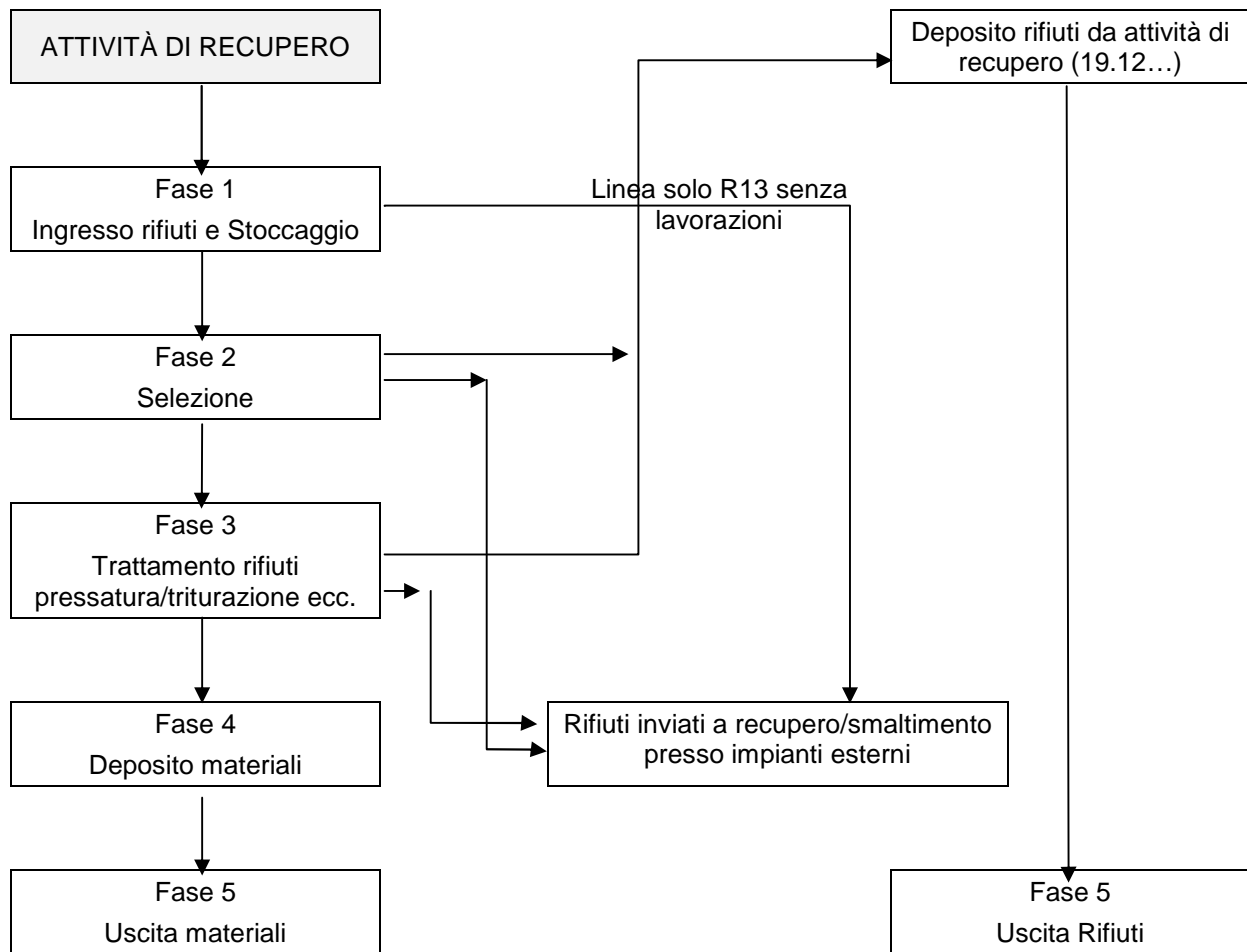 ATTIVITÀ DI RECUPERO
Deposito rifiuti da attività di
recupero (19.12…)
Fase 1
Ingresso rifiuti e Stoccaggio
Linea solo R13 senza
lavorazioni
Fase 2
Selezione
Fase 3
Trattamento rifiuti
pressatura/triturazione ecc.
Fase 4
Deposito materiali
Rifiuti inviati a recupero/smaltimento
presso impianti esterni
Fase 5
Uscita materiali
Fase 5
Uscita Rifiuti